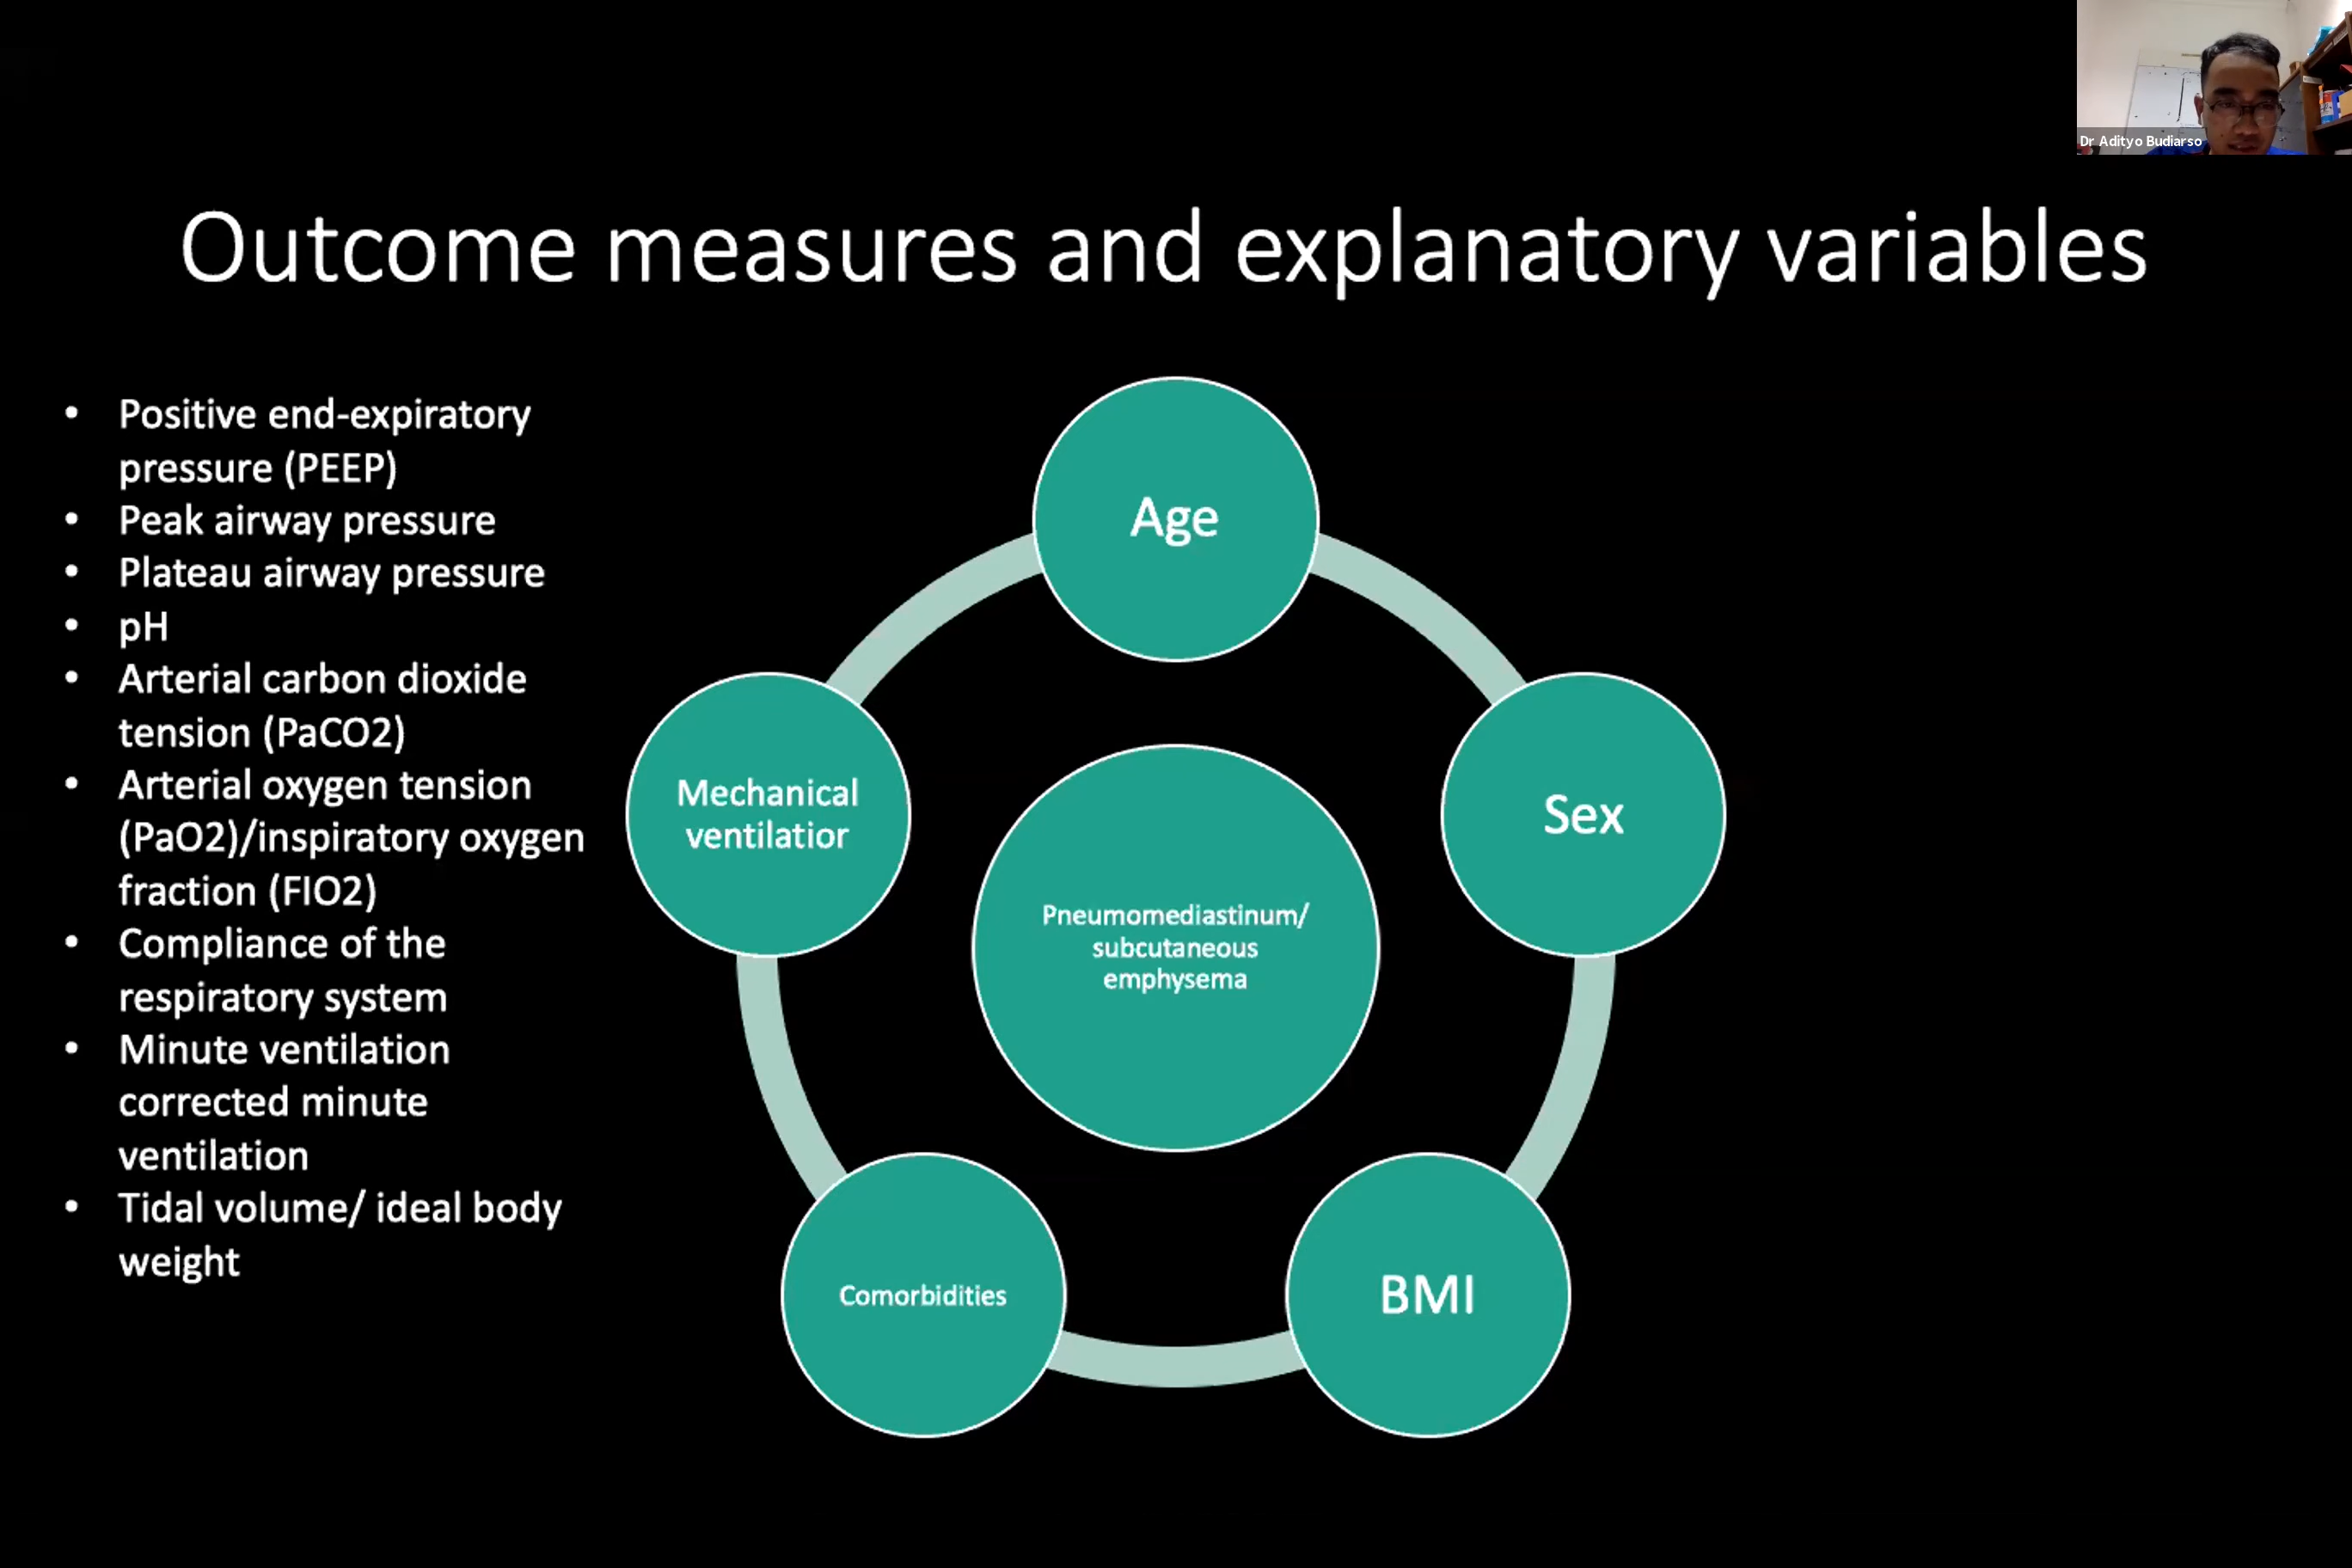 Dr Adityo Budiarso
Outcome measures and explanatory variables
• Positive end-expiratory
pressure (PEEP)
• Peak airway pressure
• Plateau airway pressure
• pH
• Arterial carbon dioxide
tension (PaCO2)
• Arterial oxygen tension
(PaO2)/inspiratory oxygen
fraction (FIO2)
• Compliance of the
respiratory system
• Minute ventilation
corrected minute
ventilation
• Tidal volume/ ideal body
weight
Age
Sex
BMI
Comorbidities
Mechanical
ventilatior
Pneumomediastinum/
subcutaneous
emphysema